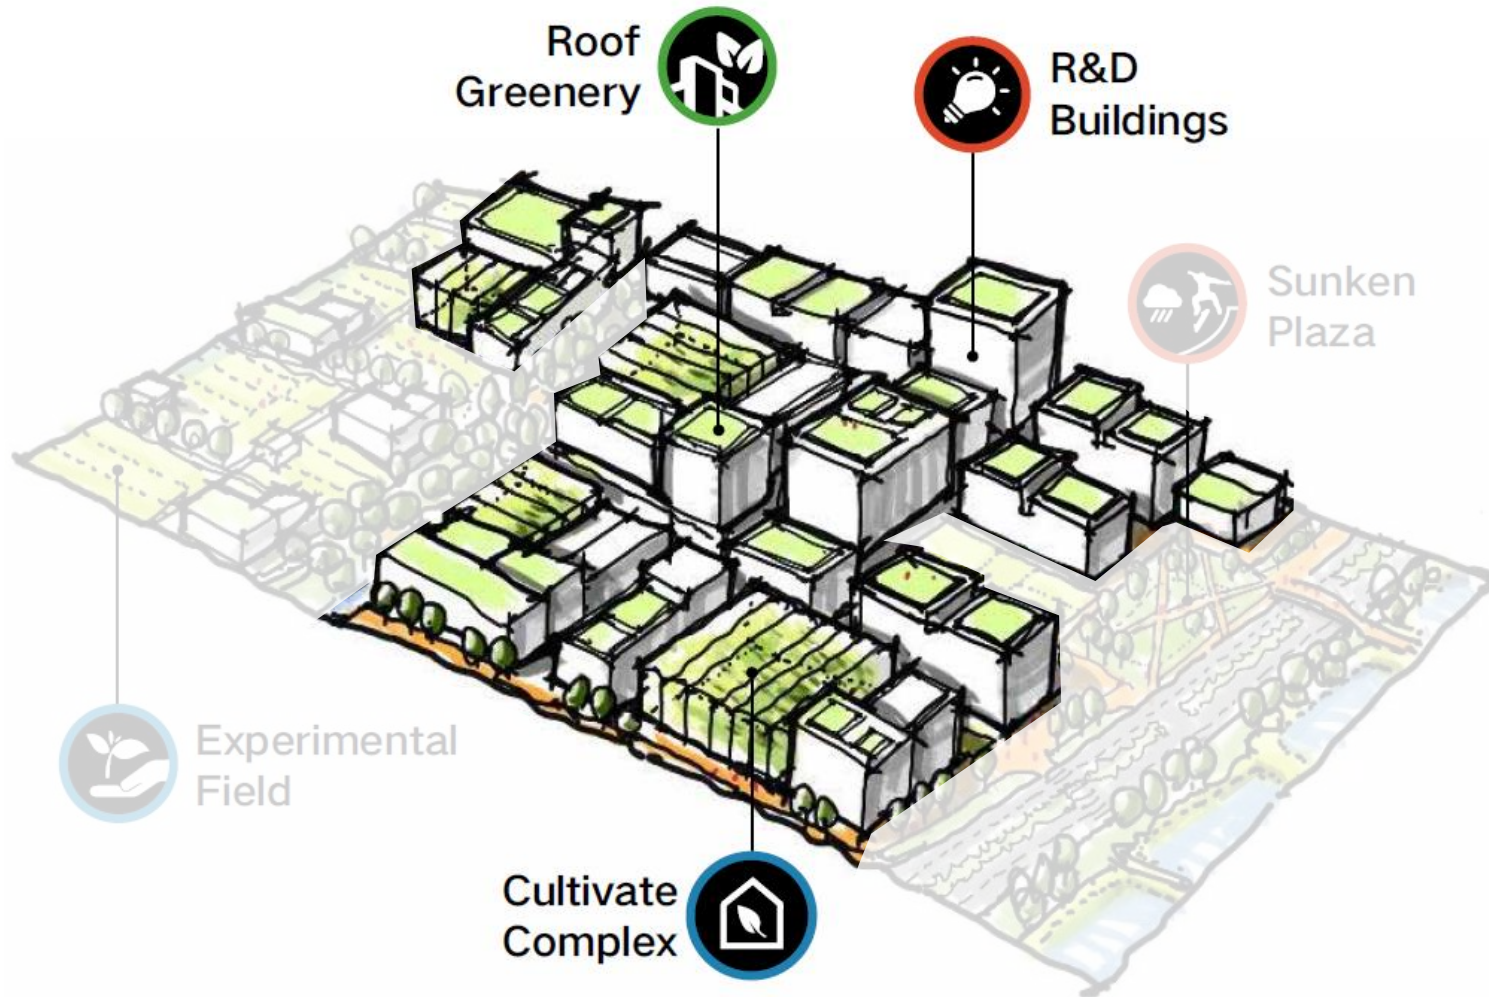 Roof
Greenery
R&D
Buildings
Sunken
Plaza
Experimental
Field
Cultivate
Complex